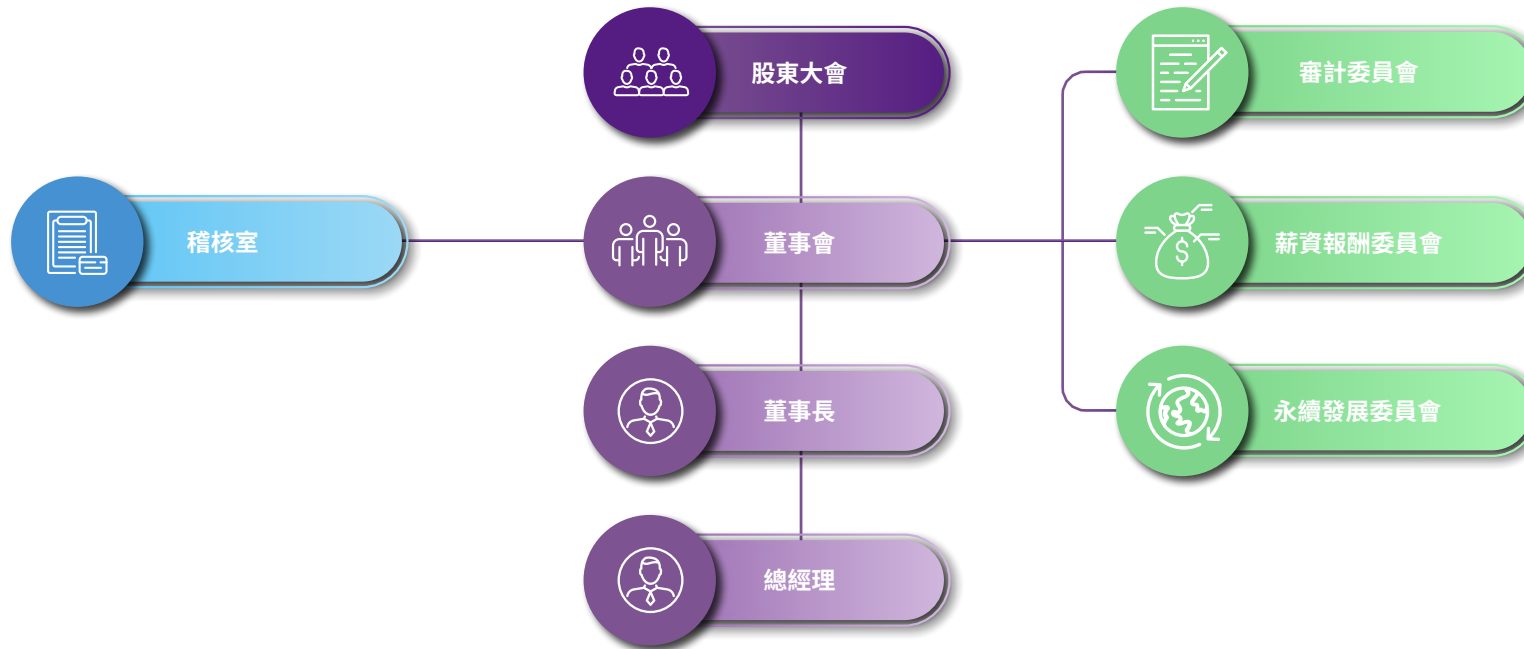 股東大會
審計委員會
稽核室
董事會
薪資報酬委員會
董事長
永續發展委員會
總經理